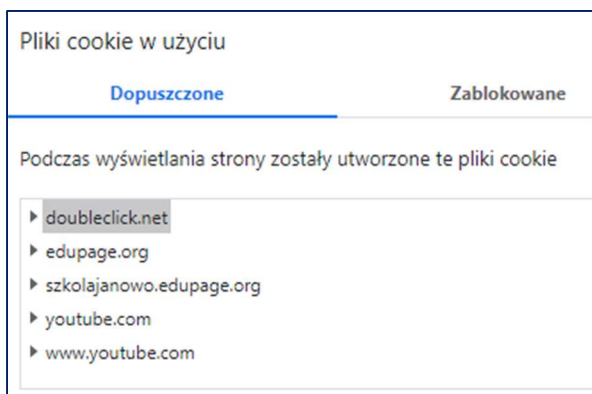 Pliki cookie w użyciu
Dopuszczone Zablokowane
Podczas wyświetlania strony zostały utworzone te pliki cookie
doubleclick.net
edupage.org
szkolajanowo.edupage.org
youtube.com
www.youtube.com